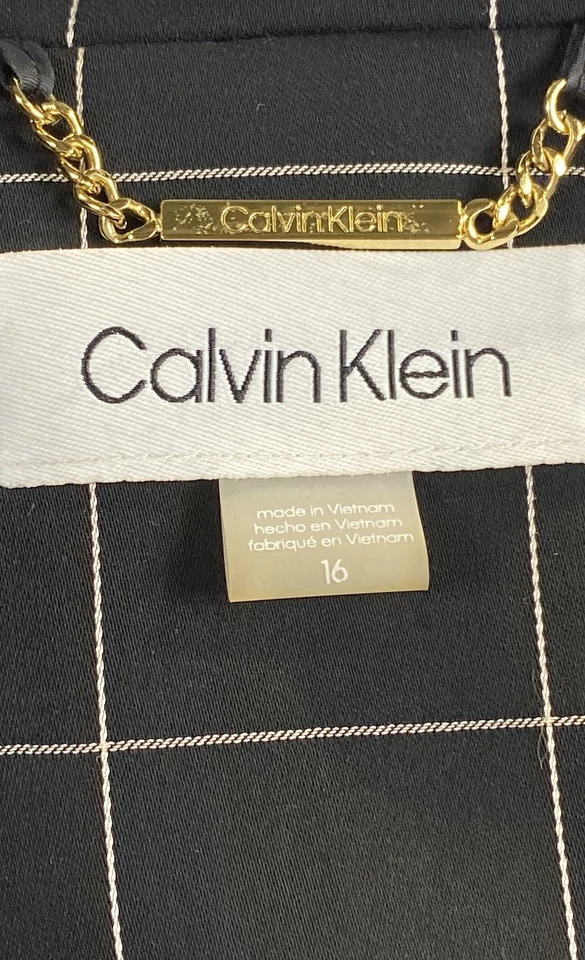 CalvinKlein
Calvin Klein
made in Vietnam
hecho en Vietnam
fabriqué en Vietnam
16